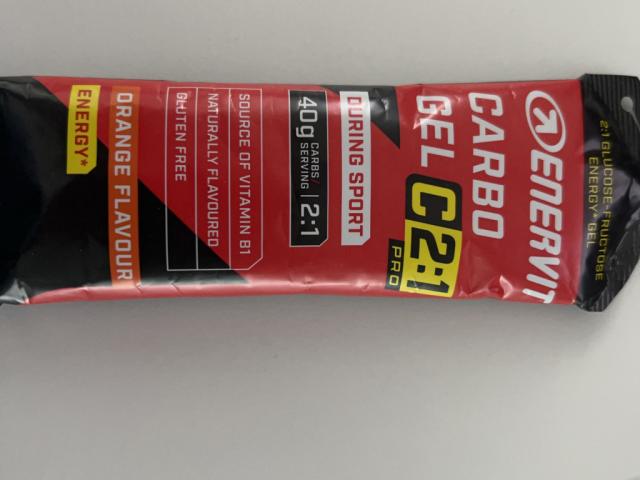 2:1 GLUCOSE-FRUCTOSE
ENERGY* GEL
ENERVIT
CARBO
GEL C2:1
PRO
DURING SPORT
40g CARBS/
SERVING | 2:1
SOURCE OF VITAMIN B1
NATURALLY FLAVOURED
GLUTEN FREE
ORANGE FLAVOUR
ENERGY*